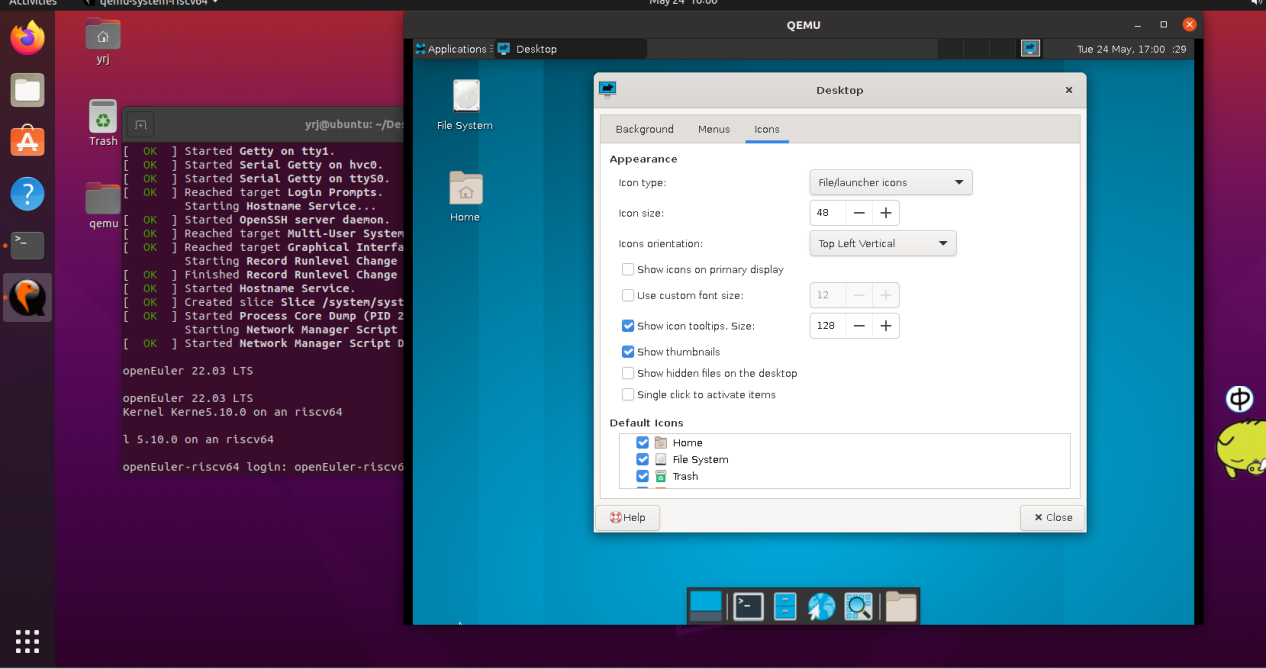 Activities
qemu-system-riscv64
May 24 10:00
yrj
Trash
qemu
yrj@ubuntu: ~/Des
[ OK ] Started Getty on tty1.
[ OK ] Started Serial Getty on hvc0.
[ OK ] Started Serial Getty on ttyS0.
[ OK ] Reached target Login Prompts.
Starting Hostname Service...
[ OK ] Started OpenSSH server daemon.
[ OK ] Reached target Multi-User System
[ OK ] Reached target Graphical Interfa
Starting Record Runlevel Change
[ OK ] Finished Record Runlevel Change
[ OK ] Started Hostname Service.
[ OK ] Created slice Slice /system/syst
[ OK ] Started Process Core Dump (PID 2
Starting Network Manager Script
[ OK ] Started Network Manager Script D
openEuler 22.03 LTS
openEuler 22.03 LTS
Kernel Kerne5.10.0 on an riscv64
l 5.10.0 on an riscv64
openEuler-riscv64 login: openEuler-riscv6
QEMU
Applications
Desktop
Tue 24 May, 17:00 :29
File System
Home
Desktop
Background Menus Icons
Appearance
Icon type: File/launcher icons
Icon size: 48
Icons orientation: Top Left Vertical
Show icons on primary display
Use custom font size: 12
Show icon tooltips. Size: 128
Show thumbnails
Show hidden files on the desktop
Single click to activate items
Default Icons
Home
File System
Trash
Help
Close
中